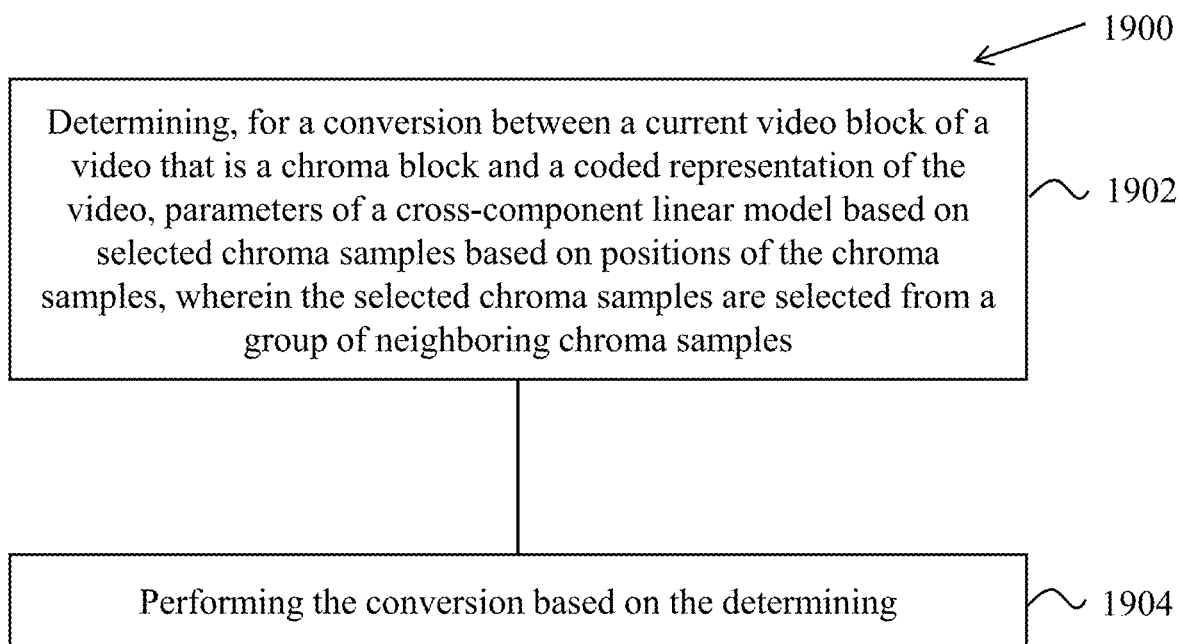 1900
Determining, for a conversion between a current video block of a
video that is a chroma block and a coded representation of the
video, parameters of a cross-component linear model based on
selected chroma samples based on positions of the chroma
samples, wherein the selected chroma samples are selected from a
group of neighboring chroma samples
1902
Performing the conversion based on the determining
1904